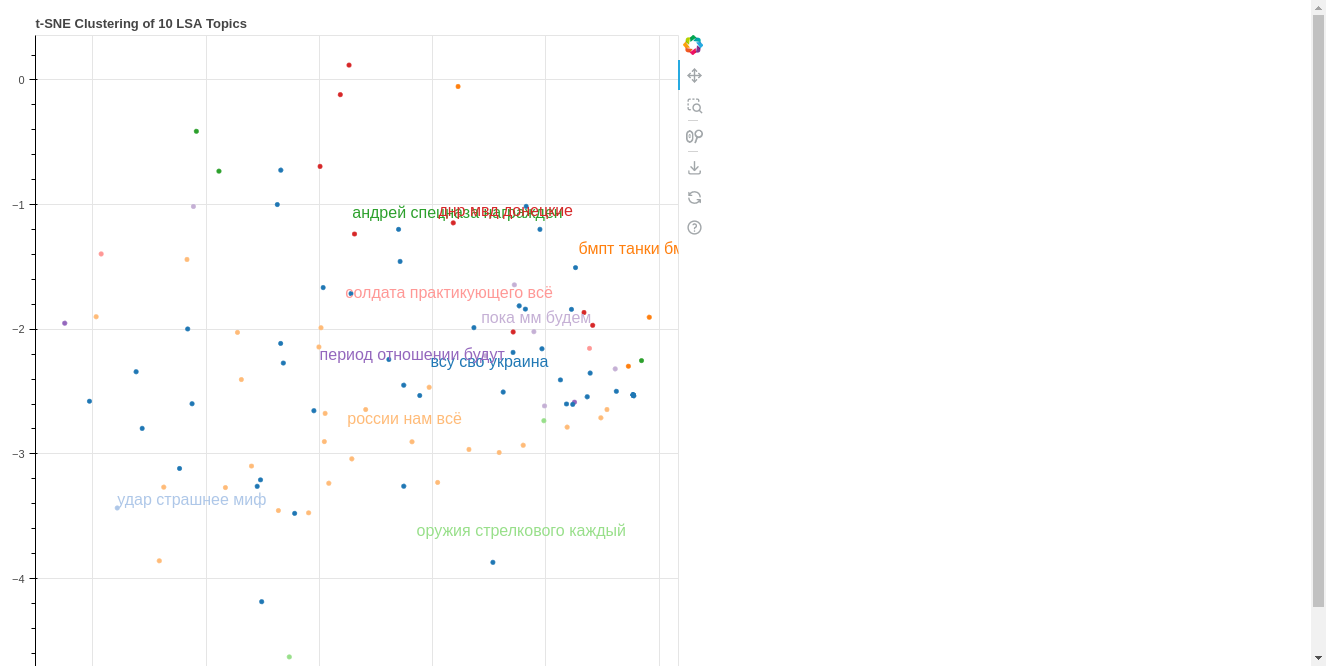 t-SNE Clustering of 10 LSA Topics
0
−1
андрей спецназа награжден
днр мвд донецкие
бмпт танки бм
солдата практикующего всё
пока мм будем
−2
период отношении будут
всу сво украина
россии нам всё
−3
удар страшнее миф
оружия стрелкового каждый
−4